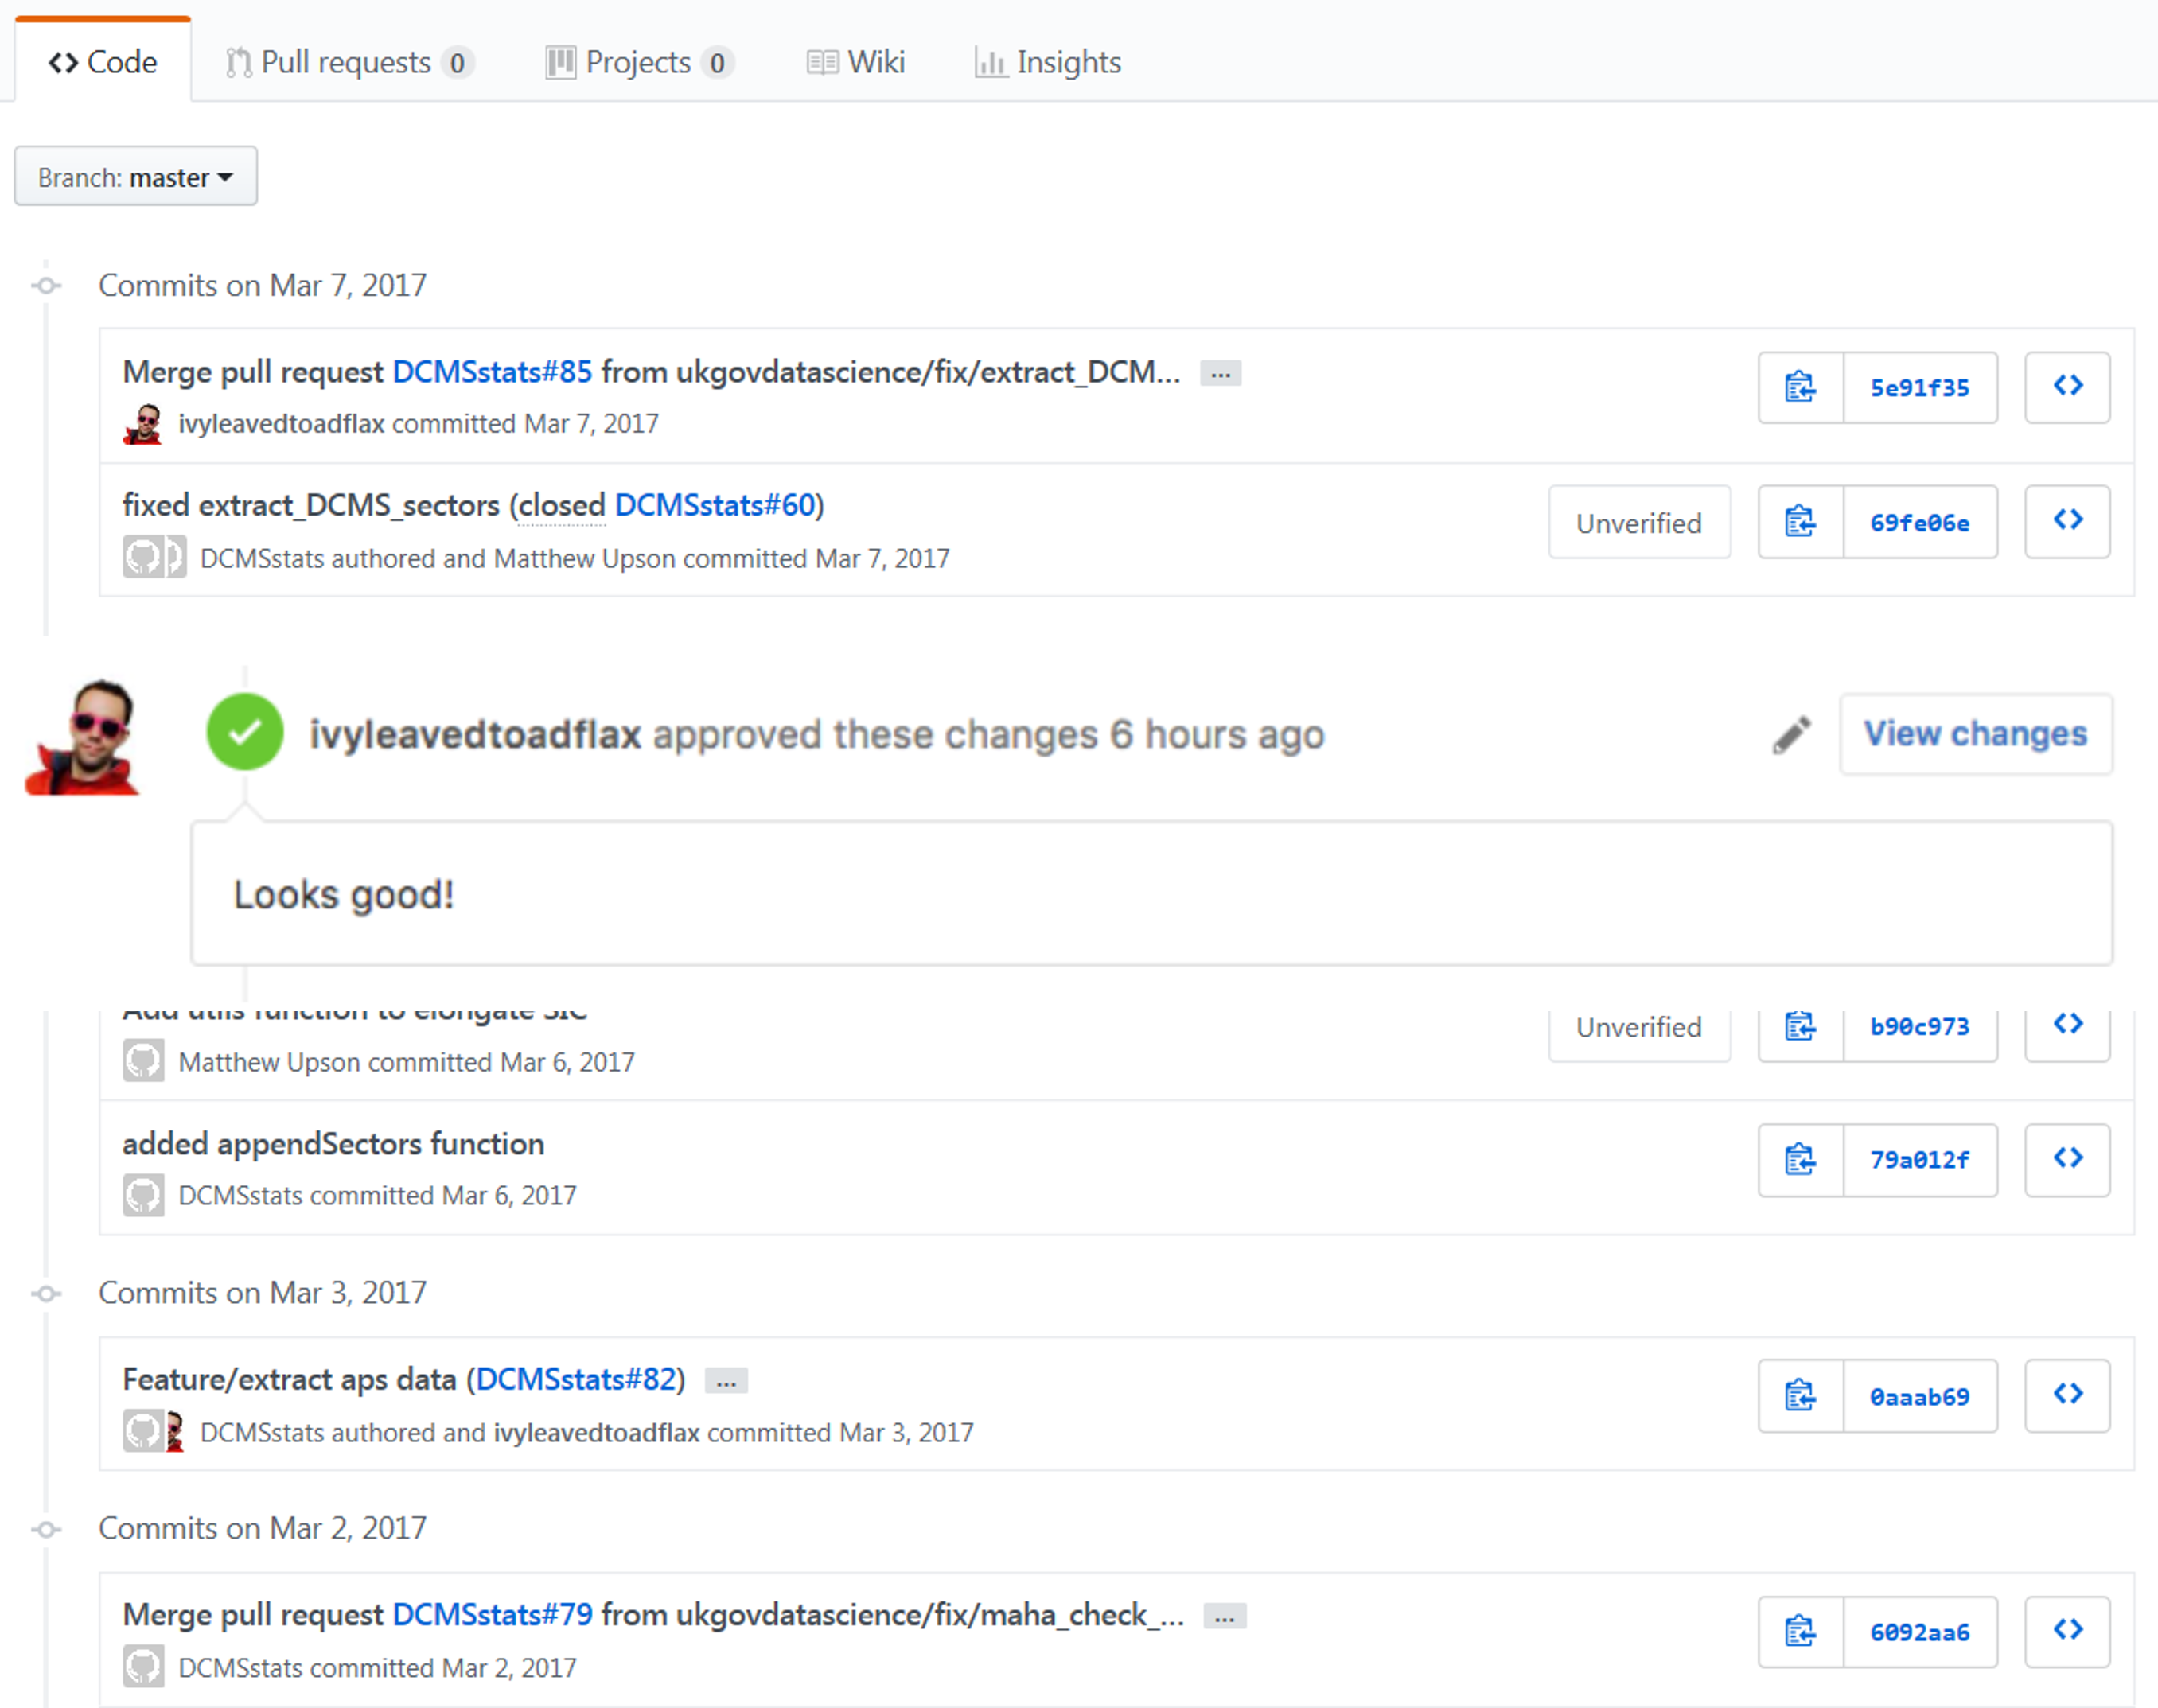 Code Pull requests 0 Projects 0 Wiki Insights
Branch: master
Commits on Mar 7, 2017
Merge pull request DCMSstats#85 from ukgovdatascience/fix/extract_DCM... ... 5e91f35
ivyleavedtoadflax committed Mar 7, 2017
fixed extract_DCMS_sectors (closed DCMSstats#60) Unverified 69fe06e
DCMSstats authored and Matthew Upson committed Mar 7, 2017
ivyleavedtoadflax approved these changes 6 hours ago View changes
Looks good!
Add utils function to elongate SIC Unverified b90c973
Matthew Upson committed Mar 6, 2017
added appendSectors function 79a012f
DCMSstats committed Mar 6, 2017
Commits on Mar 3, 2017
Feature/extract aps data (DCMSstats#82) ... 0aaab69
DCMSstats authored and ivyleavedtoadflax committed Mar 3, 2017
Commits on Mar 2, 2017
Merge pull request DCMSstats#79 from ukgovdatascience/fix/maha_check_... ... 6092aa6
DCMSstats committed Mar 2, 2017